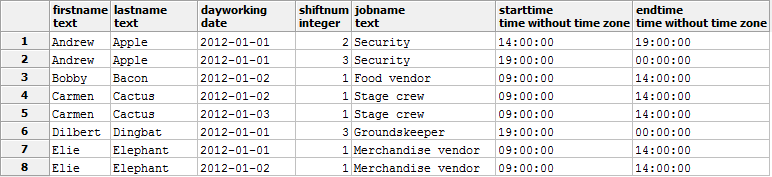 firstname lastname dayworking shiftnum jobname starttime endtime
text text date integer text time without time zone time without time zone
1 Andrew Apple 2012-01-01 2 Security 14:00:00 19:00:00
2 Andrew Apple 2012-01-01 3 Security 19:00:00 00:00:00
3 Bobby Bacon 2012-01-02 1 Food vendor 09:00:00 14:00:00
4 Carmen Cactus 2012-01-02 1 Stage crew 09:00:00 14:00:00
5 Carmen Cactus 2012-01-03 1 Stage crew 09:00:00 14:00:00
6 Dilbert Dingbat 2012-01-01 3 Groundskeeper 19:00:00 00:00:00
7 Elie Elephant 2012-01-01 1 Merchandise vendor 09:00:00 14:00:00
8 Elie Elephant 2012-01-02 1 Merchandise vendor 09:00:00 14:00:00